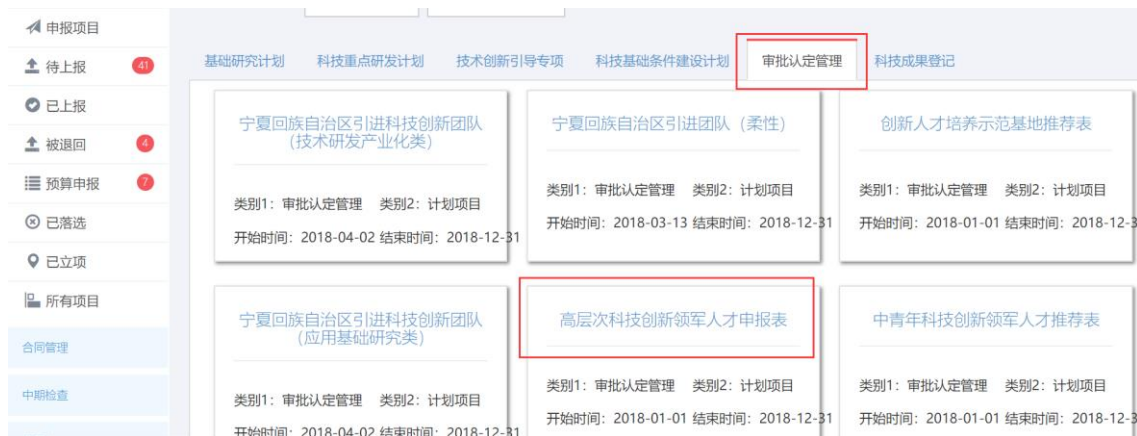 申报项目
待上报 41
已上报
被退回 4
预算申报 7
已落选
已立项
所有项目
合同管理
中期检查
基础研究计划 科技重点研发计划 技术创新引导专项 科技基础条件建设计划 审批认定管理 科技成果登记
宁夏回族自治区引进科技创新团队
(技术研发产业化类)
类别1：审批认定管理 类别2：计划项目
开始时间：2018-04-02 结束时间：2018-12-31
宁夏回族自治区引进团队（柔性）
类别1：审批认定管理 类别2：计划项目
开始时间：2018-03-13 结束时间：2018-12-31
创新人才培养示范基地推荐表
类别1：审批认定管理 类别2：计划项目
开始时间：2018-01-01 结束时间：2018-12-3
宁夏回族自治区引进科技创新团队
(应用基础研究类)
类别1：审批认定管理 类别2：计划项目
开始时间：2018-04-02 结束时间：2018-12-31
高层次科技创新领军人才申报表
类别1：审批认定管理 类别2：计划项目
开始时间：2018-01-01 结束时间：2018-12-31
中青年科技创新领军人才推荐表
类别1：审批认定管理 类别2：计划项目
开始时间：2018-01-01 结束时间：2018-12-3